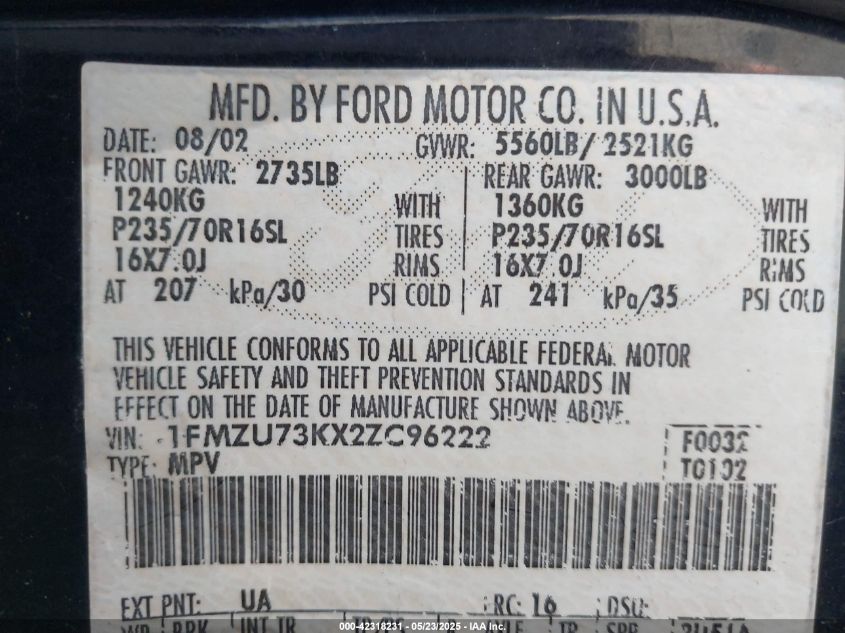 MFD. BY FORD MOTOR CO. IN U.S.A.
DATE: 08/02 GVWR: 5560LB/ 2521KG
FRONT GAWR: 2735LB REAR GAWR: 3000LB
1240KG WITH 1360KG WITH
P235/70R16SL TIRES P235/70R16SL TIRES
16X7.0J RIMS 16X7.0J RIMS
AT 207 kPa/30 PSI COLD AT 241 kPa/35 PSI COLD
THIS VEHICLE CONFORMS TO ALL APPLICABLE FEDERAL MOTOR
VEHICLE SAFETY AND THEFT PREVENTION STANDARDS IN
EFFECT ON THE DATE OF MANUFACTURE SHOWN ABOVE.
VIN: 1FMZU73KX2ZC96222 F0032
TYPE: MPV T0102
EXT PNT: UA RC: 16 DSO:
WB BRK INT TR
000-42318231 - 05/23/2025 - IAA Inc.